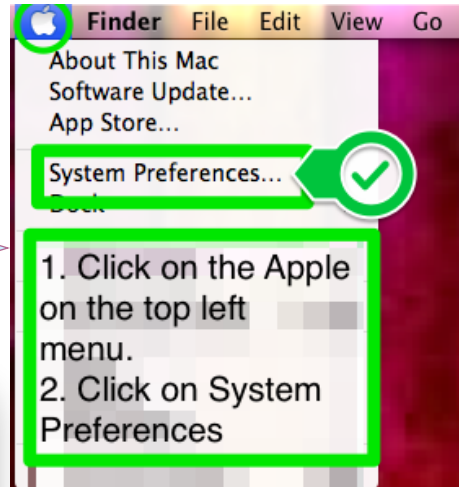 Finder File Edit View Go
About This Mac
Software Update...
App Store...
System Preferences...
Dock
1. Click on the Apple
on the top left
menu.
2. Click on System
Preferences